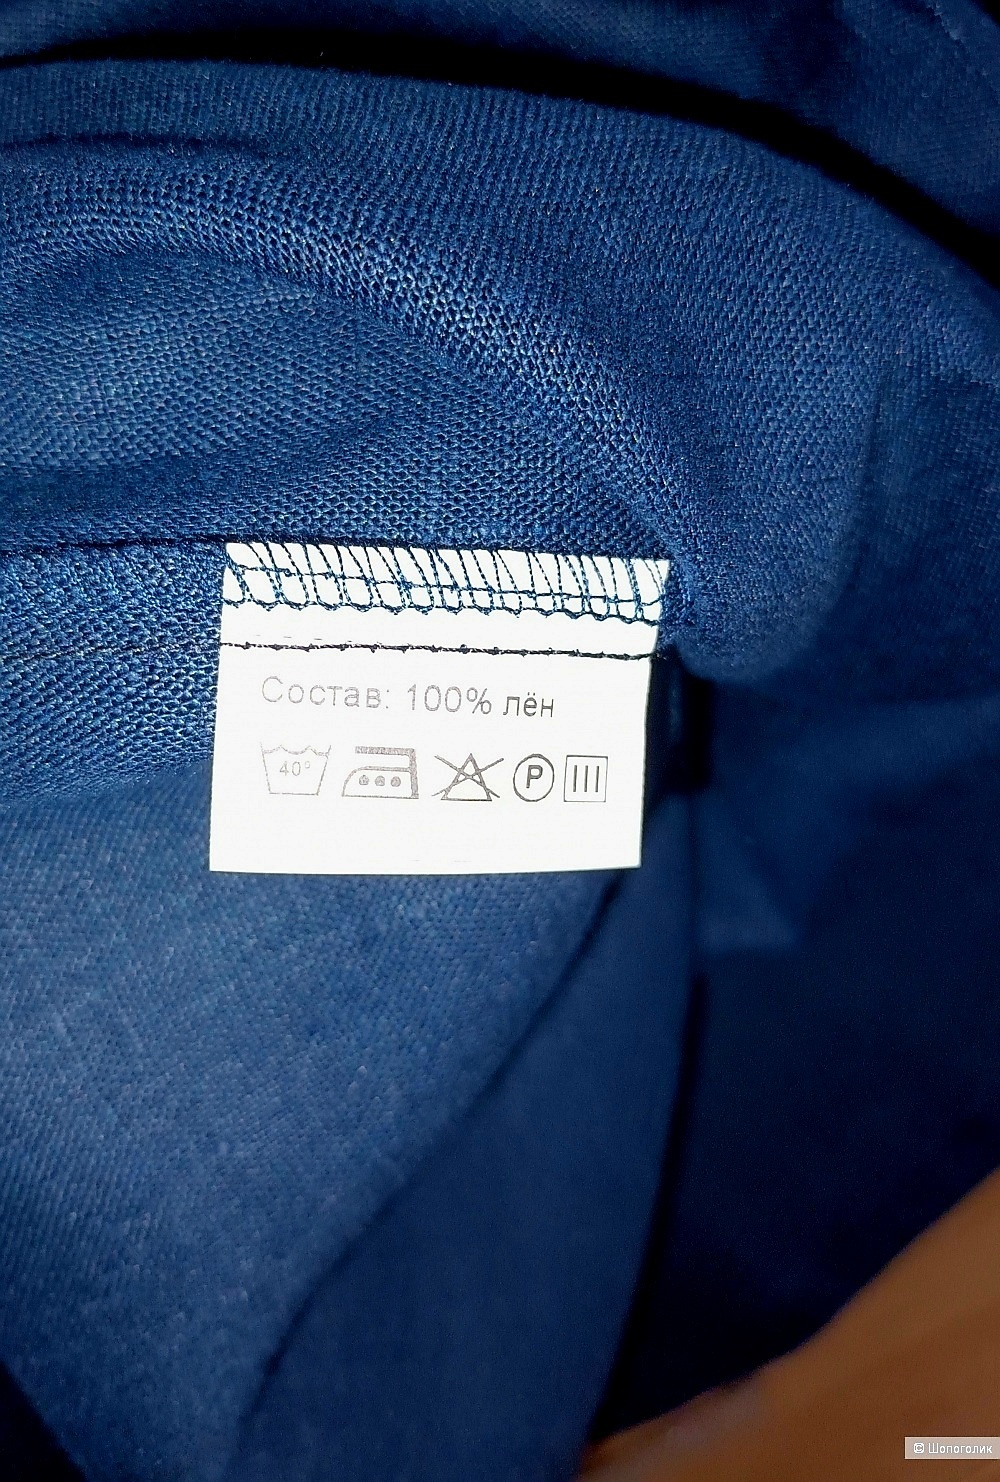 Состав: 100% лён
40° P
© Шопоголик